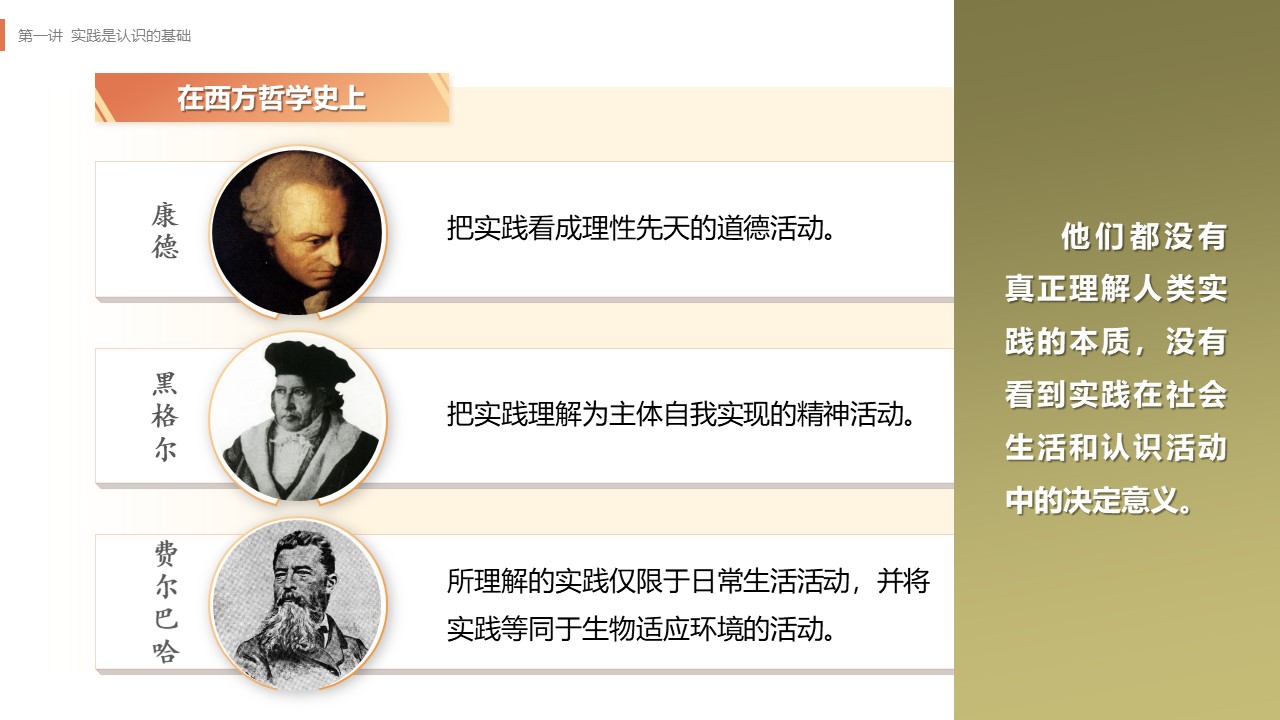 第一讲 实践是认识的基础
在西方哲学史上
康德
把实践看成理性先天的道德活动。
黑格尔
把实践理解为主体自我实现的精神活动。
费尔巴哈
所理解的实践仅限于日常生活活动，并将
实践等同于生物适应环境的活动。
他们都没有
真正理解人类实
践的本质，没有
看到实践在社会
生活和认识活动
中的决定意义。